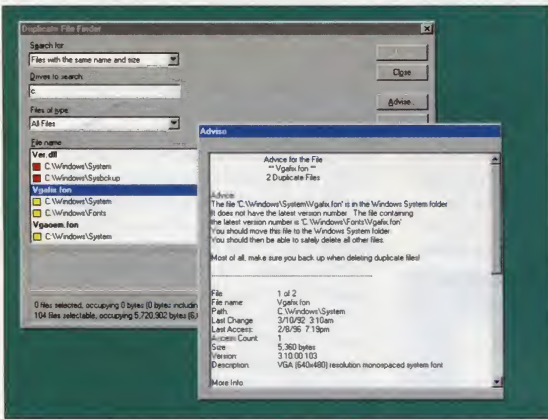 Duplicate File Finder
Search for:
Files with the same name and size
Drives to search:
c:
Close
Advise...
Files of type:
All Files
File name
Ver.dll
C:\Windows\System
C:\Windows\Sysbckup
Vgafix.fon
C:\Windows\System
C:\Windows\Fonts
Vgaoem.fon
C:\Windows\System
0 files selected, occupying 0 bytes (0 bytes includin
104 files selectable, occupying 5,720,902 bytes (6,
Advise
Advice for the File
** Vgafix.fon **
2 Duplicate Files
Advice:
The file 'C:\Windows\System\Vgafix.fon' is in the Windows System folder
It does not have the latest version number. The file containing
the latest version number is 'C:\Windows\Fonts\Vgafix.fon'
You should move this file to the Windows System folder.
You should then be able to safely delete all other files.
Most of all, make sure you back up when deleting duplicate files!
File 1 of 2
File name Vgafix.fon
Path: C:\Windows\System
Last Change 3/10/92 3:10am
Last Access: 2/8/96 7:19pm
Access Count: 1
Size: 5,360 bytes
Version: 3.10.00.103
Description: VGA (640x480) resolution monospaced system font
More Info